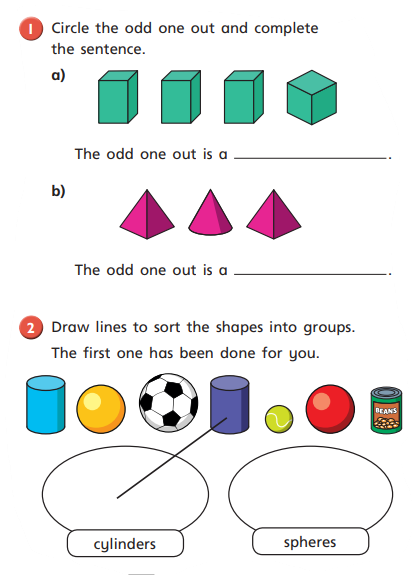 1 Circle the odd one out and complete
the sentence.
a)
The odd one out is a ____________________.
b)
The odd one out is a ____________________.
2 Draw lines to sort the shapes into groups.
The first one has been done for you.
BEANS
cylinders
spheres